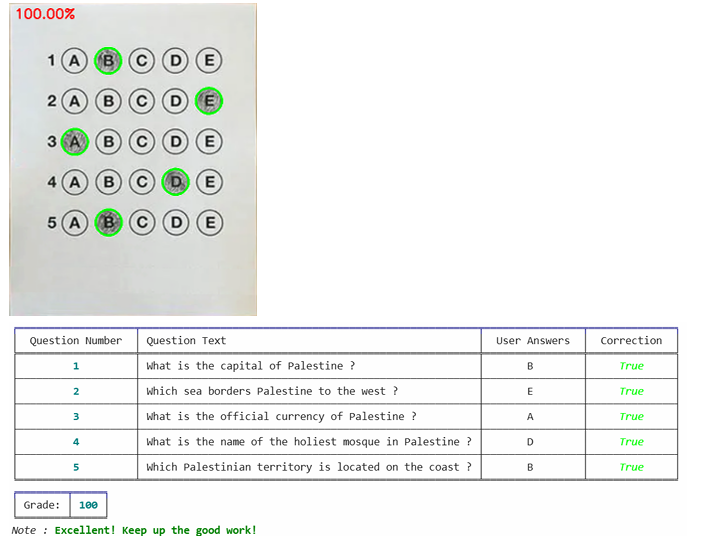 100.00%
1 A B C D E
2 A B C D E
3 A B C D E
4 A B C D E
5 A B C D E
Question Number Question Text User Answers Correction
1 What is the capital of Palestine ? B True
2 Which sea borders Palestine to the west ? E True
3 What is the official currency of Palestine ? A True
4 What is the name of the holiest mosque in Palestine ? D True
5 Which Palestinian territory is located on the coast ? B True
Grade: 100
Note : Excellent! Keep up the good work!